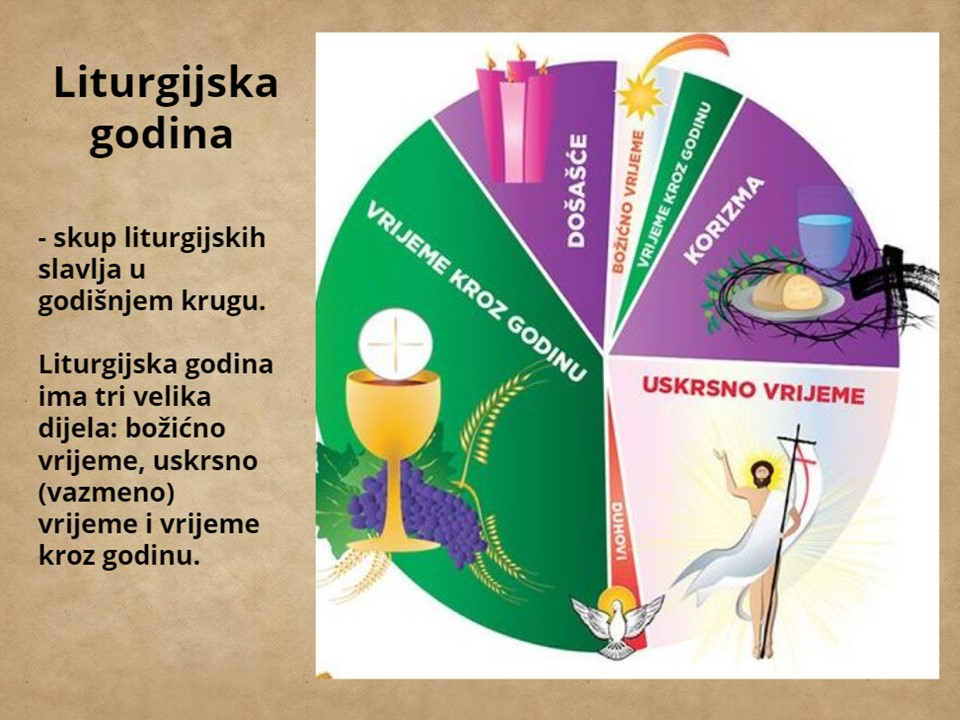 Liturgijska
godina
- skup liturgijskih
slavlja u
godišnjem krugu.
Liturgijska godina
ima tri velika
dijela: božićno
vrijeme, uskrsno
(vazmeno)
vrijeme i vrijeme
kroz godinu.
VRIJEME KROZ GODINU
DOŠAŠĆE
BOŽIĆNO VRIJEME
VRIJEME KROZ GODINU
KORIZMA
USKRSNO VRIJEME
DUHOVI